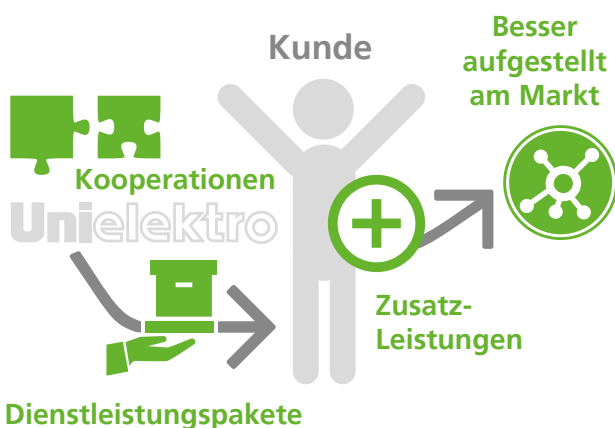 Kunde
Besser
aufgestellt
am Markt
Kooperationen
Unielektro
Zusatz-
Leistungen
Dienstleistungspakete